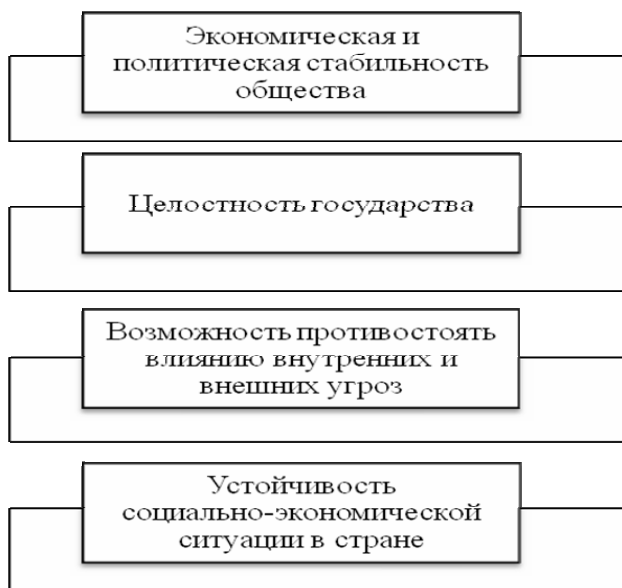 Экономическая и
политическая стабильность
общества
Целостность государства
Возможность противостоять
влиянию внутренних и
внешних угроз
Устойчивость
социально-экономической
ситуации в стране